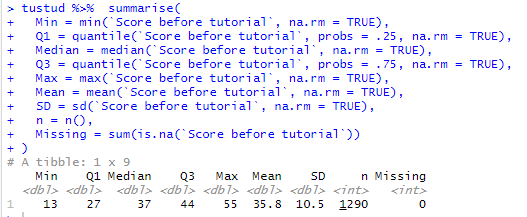 > tustud %>%  summarise(
+   Min = min(`Score before tutorial`, na.rm = TRUE),
+   Q1 = quantile(`Score before tutorial`, probs = .25, na.rm = TRUE),
+   Median = median(`Score before tutorial`, na.rm = TRUE),
+   Q3 = quantile(`Score before tutorial`, probs = .75, na.rm = TRUE),
+   Max = max(`Score before tutorial`, na.rm = TRUE),
+   Mean = mean(`Score before tutorial`, na.rm = TRUE),
+   SD = sd(`Score before tutorial`, na.rm = TRUE),
+   n = n(),
+   Missing = sum(is.na(`Score before tutorial`))
+ )
# A tibble: 1 x 9
Min Q1 Median Q3 Max Mean SD n Missing
<dbl> <dbl> <dbl> <dbl> <dbl> <dbl> <dbl> <int> <int>
1 13 27 37 44 55 35.8 10.5 1290 0
>